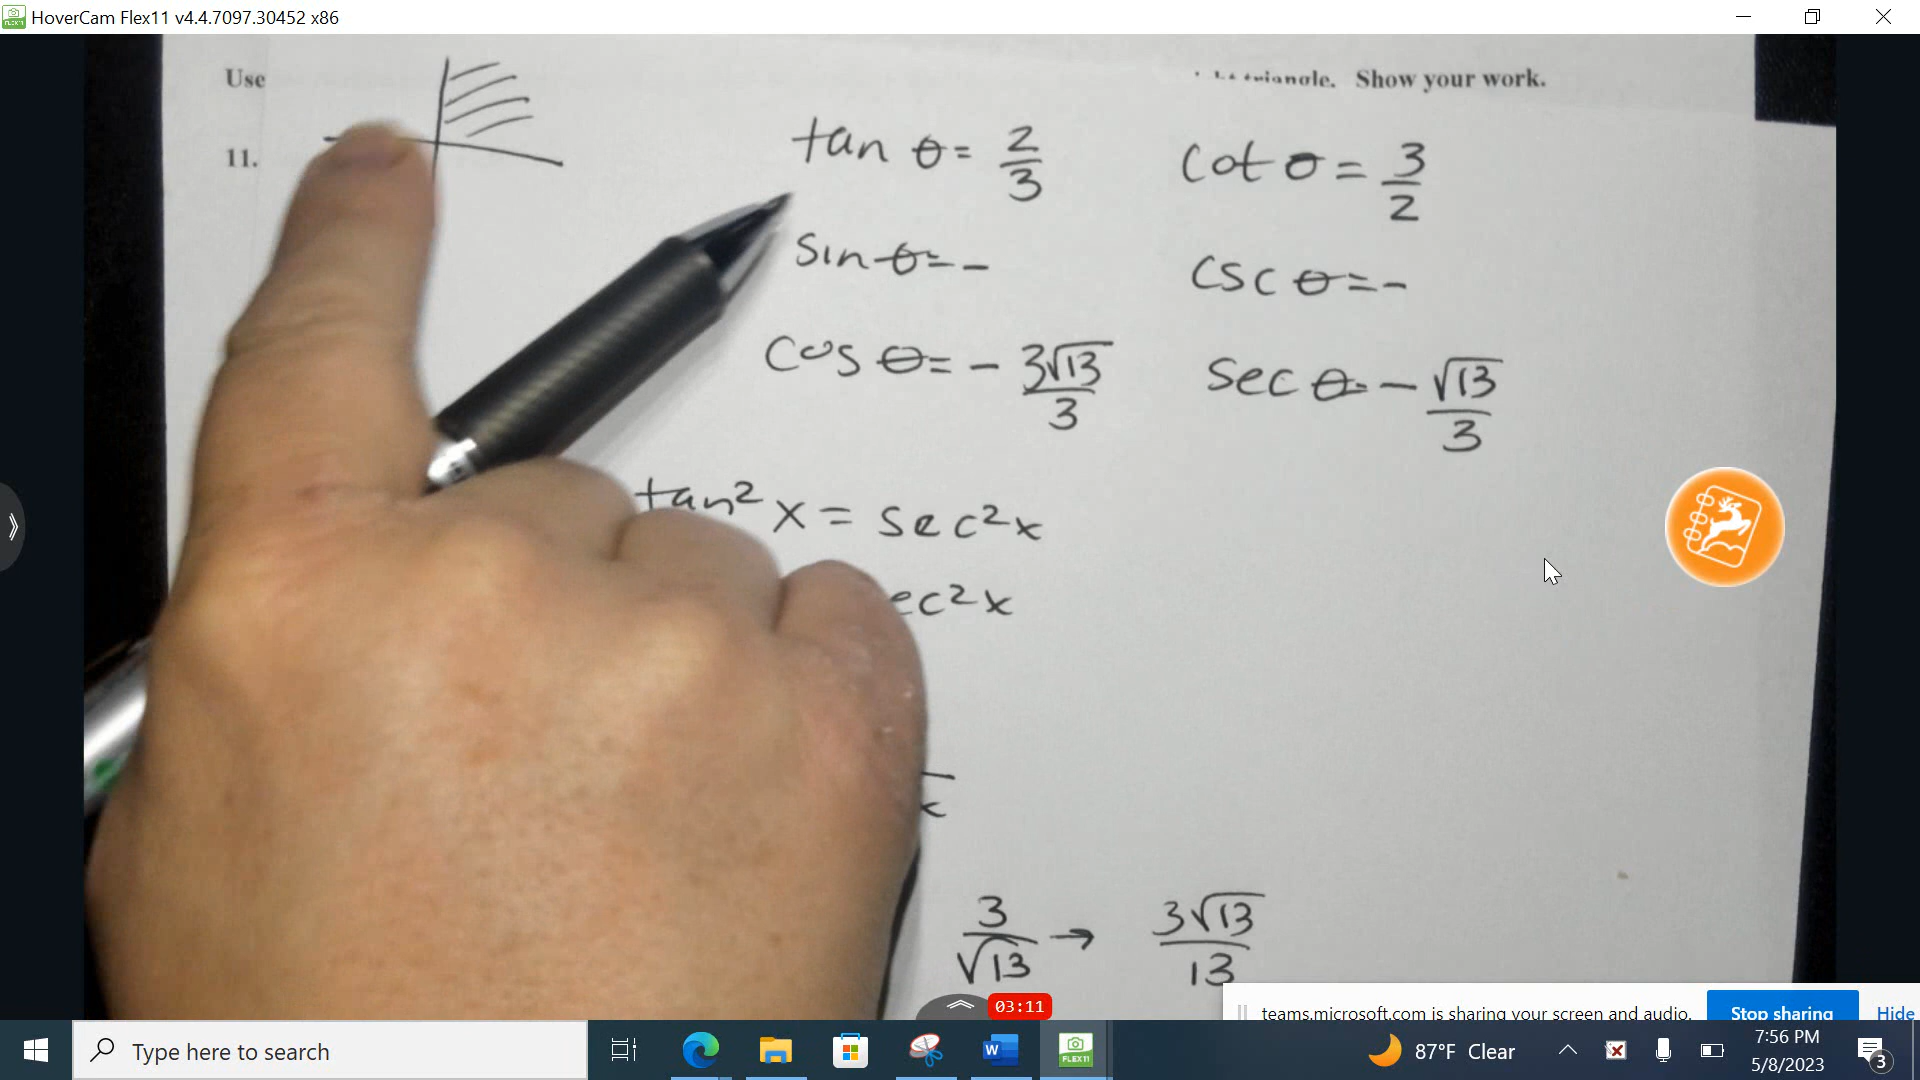 HoverCam Flex11 v4.4.7097.30452 x86
Use triangle. Show your work.
11.
tan θ = 2/3 cot θ = 3/2
sin θ = - csc θ = -
cos θ = - 3√13/3 sec θ = - √13/3
tan² x = sec² x
ec² x
3/√13 → 3√13/13
03:11
teams.microsoft.com is sharing your screen and audio. Stop sharing Hide
Type here to search
FLEX11
87°F Clear
7:56 PM
5/8/2023
3